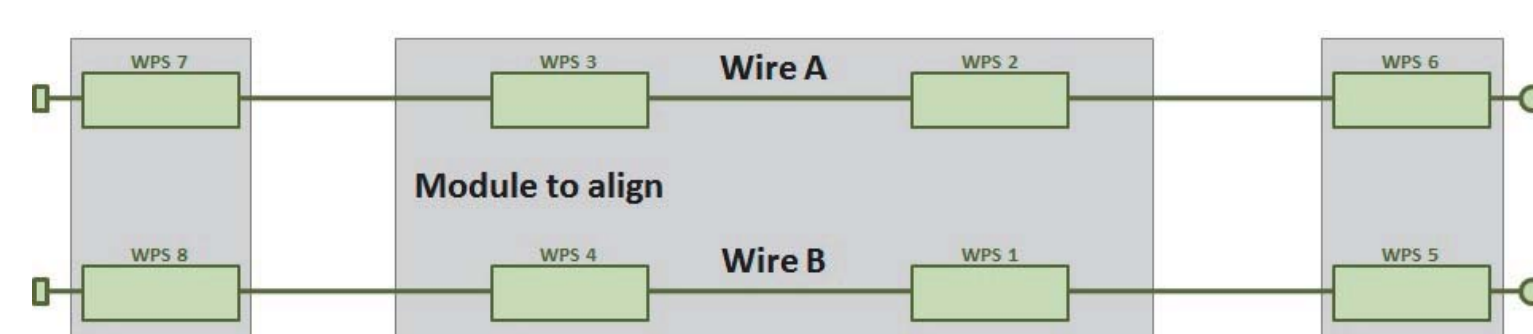 WPS 7
WPS 3
Wire A
WPS 2
WPS 6
Module to align
WPS 8
WPS 4
Wire B
WPS 1
WPS 5